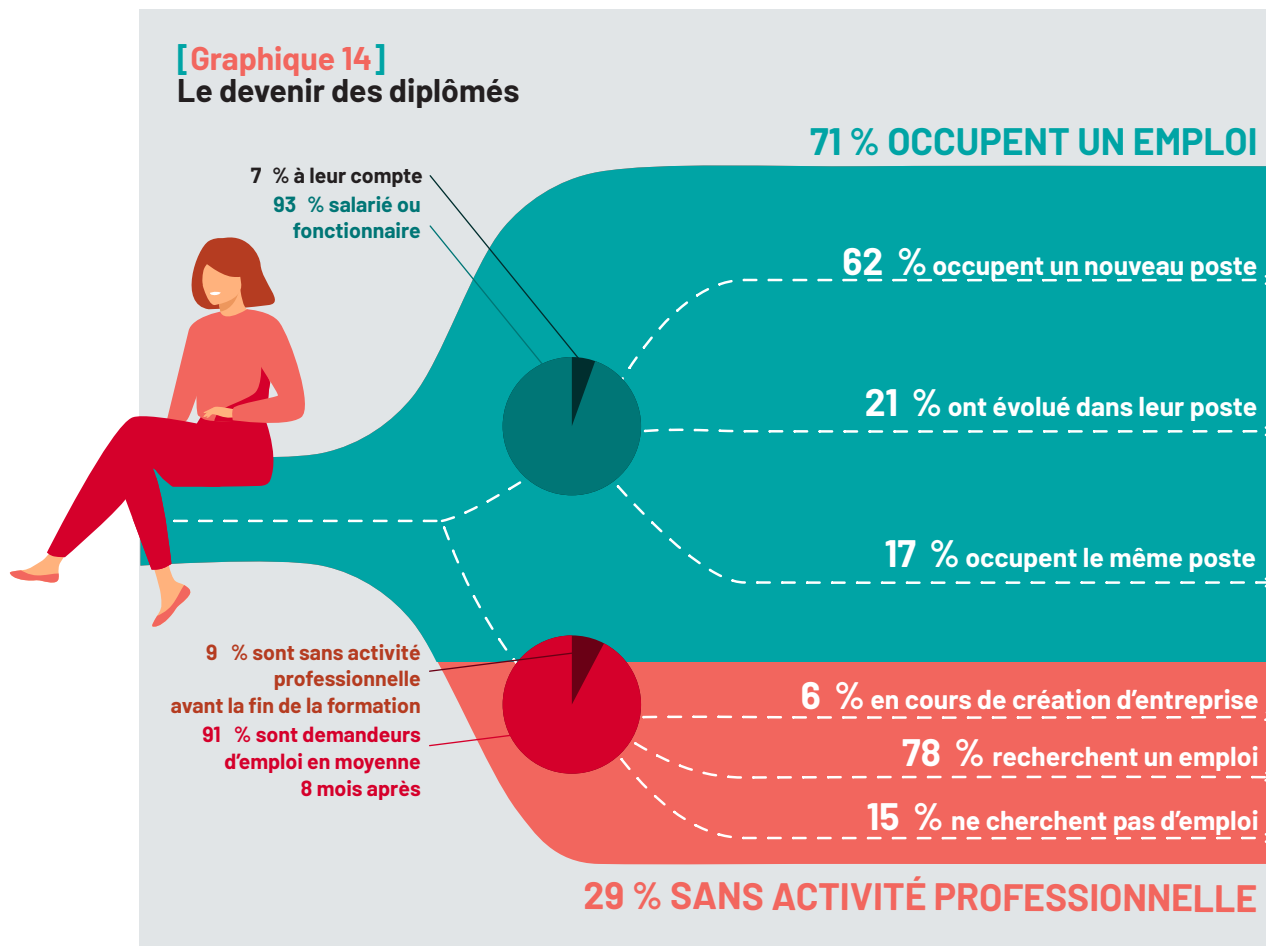 [Graphique 14]
Le devenir des diplômés
71 % OCCUPENT UN EMPLOI
7 % à leur compte
93 % salarié ou
fonctionnaire
62 % occupent un nouveau poste
21 % ont évolué dans leur poste
17 % occupent le même poste
9 % sont sans activité
professionnelle
avant la fin de la formation
91 % sont demandeurs
d’emploi en moyenne
8 mois après
6 % en cours de création d’entreprise
78 % recherchent un emploi
15 % ne cherchent pas d’emploi
29 % SANS ACTIVITÉ PROFESSIONNELLE